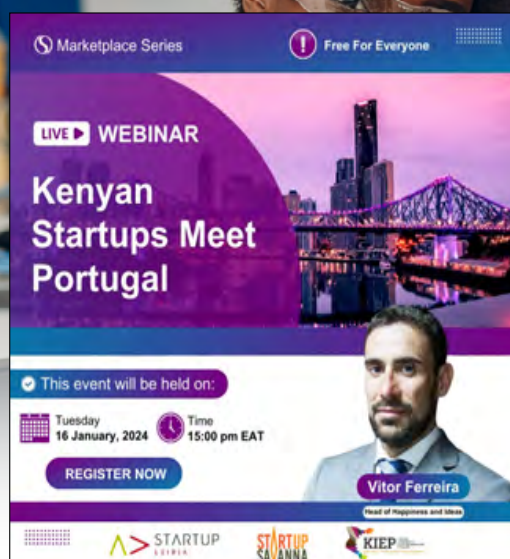 Marketplace Series
Free For Everyone
LIVE
WEBINAR
Kenyan
Startups Meet
Portugal
This event will be held on:
Tuesday
16 January, 2024
Time
15:00 pm EAT
REGISTER NOW
Vitor Ferreira
Head of Happiness and Ideas
STARTUP
LEIRIA
STARTUP
SAVANNA
KIEP